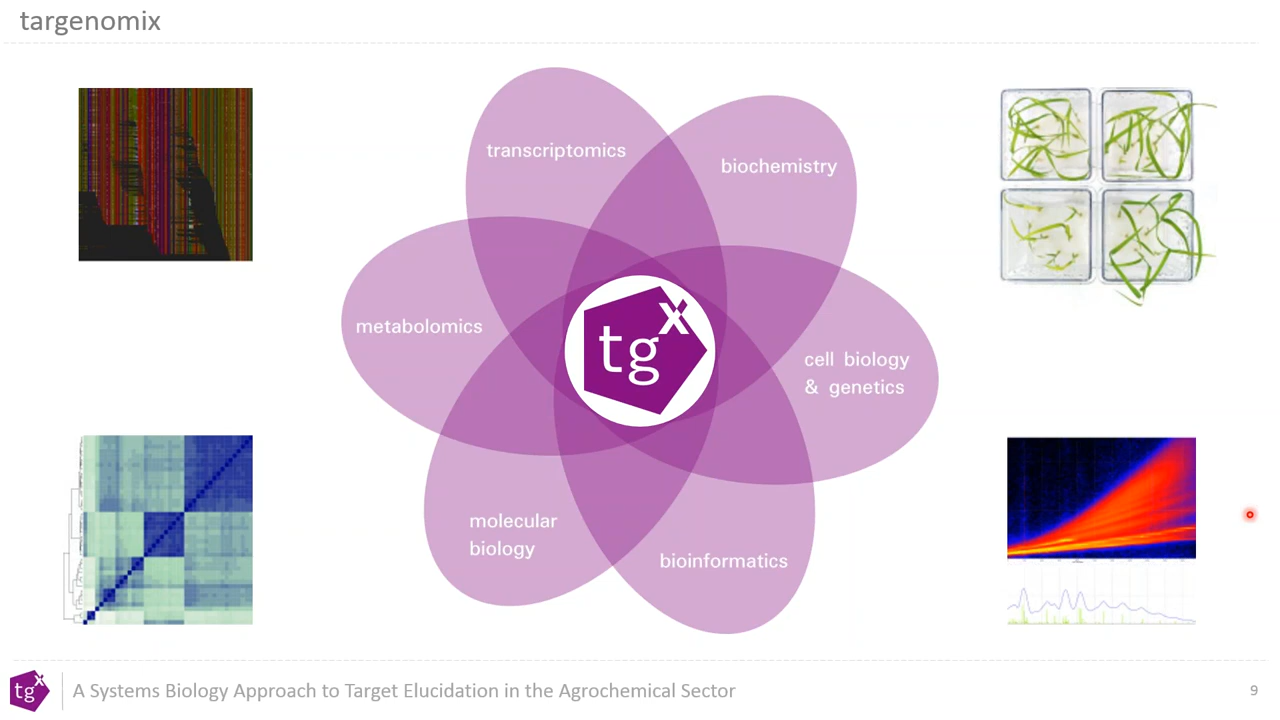 targenomix
transcriptomics
biochemistry
metabolomics
tg
x
cell biology
& genetics
molecular
biology
bioinformatics
tgx
A Systems Biology Approach to Target Elucidation in the Agrochemical Sector
9